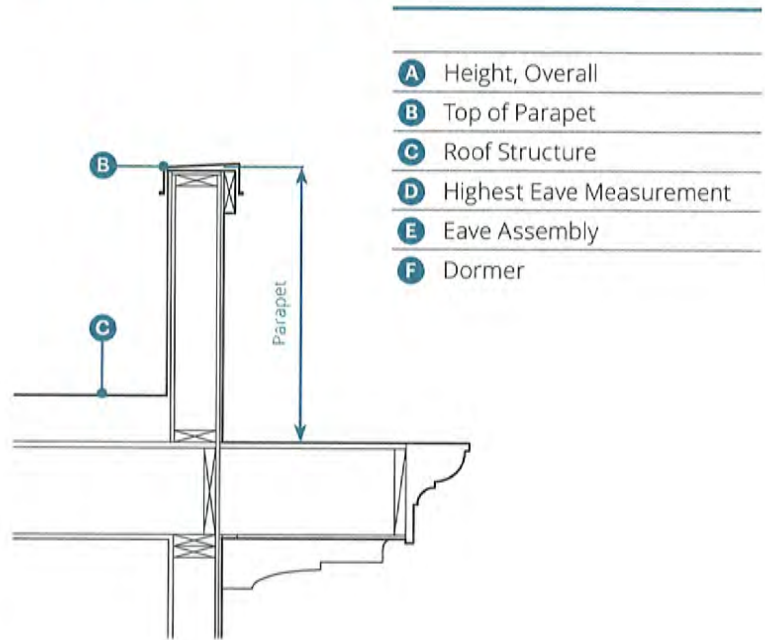 A Height, Overall
B Top of Parapet
C Roof Structure
D Highest Eave Measurement
E Eave Assembly
F Dormer
B
C
Parapet